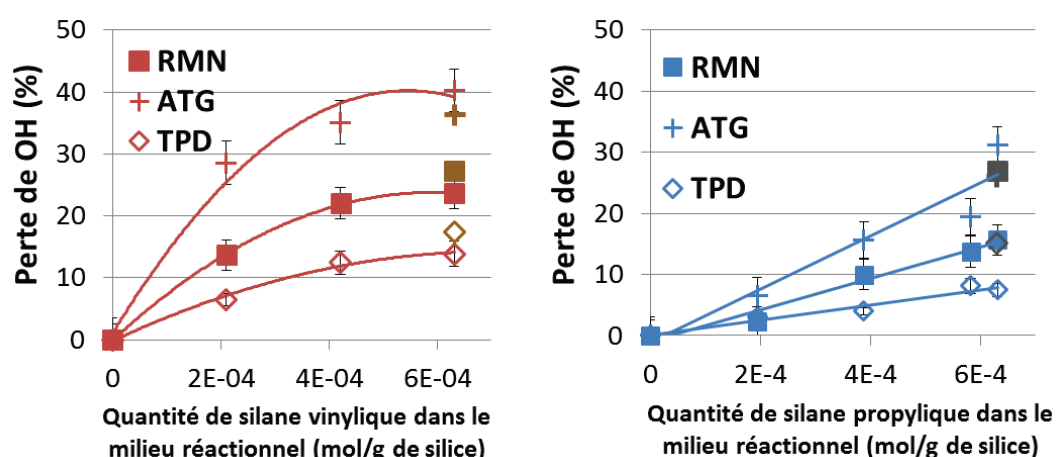 Perte de OH (%)
50
40
30
20
10
0
RMN
ATG
TPD
0
2E-04
4E-04
6E-04
Quantité de silane vinylique dans le
milieu réactionnel (mol/g de silice)
Perte de OH (%)
50
40
30
20
10
0
RMN
ATG
TPD
0
2E-4
4E-4
6E-4
Quantité de silane propylique dans le
milieu réactionnel (mol/g de silice)